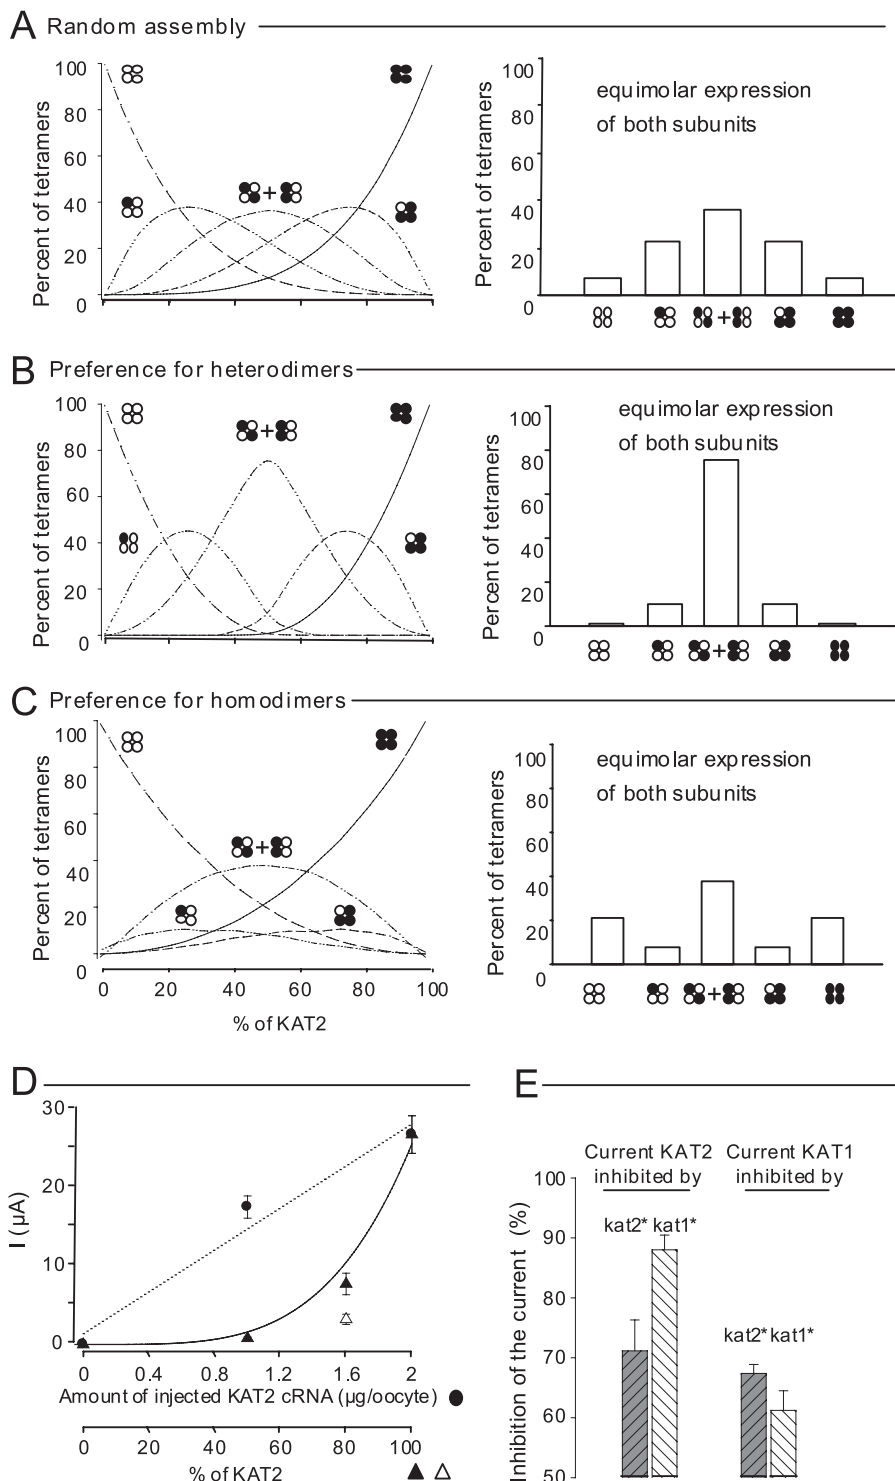 A Random assembly
100
80
60
40
20
0
Percent of tetramers
+
100
80
60
40
20
0
Percent of tetramers
equimolar expression
of both subunits
+
B Preference for heterodimers
100
80
60
40
20
0
Percent of tetramers
+
100
80
60
40
20
0
Percent of tetramers
equimolar expression
of both subunits
+
C Preference for homodimers
100
80
60
40
20
0
Percent of tetramers
+
0 20 40 60 80 100
% of KAT2
100
80
60
40
20
0
Percent of tetramers
equimolar expression
of both subunits
+
D
30
20
10
0
I (µA)
0 0.4 0.8 1.2 1.6 2
Amount of injected KAT2 cRNA (µg/oocyte)
0 20 40 60 80 100
% of KAT2
E
Current KAT2 Current KAT1
inhibited by inhibited by
100
90
80
70
60
50
Inhibition of the current (%)
kat2* kat1*
kat2* kat1*